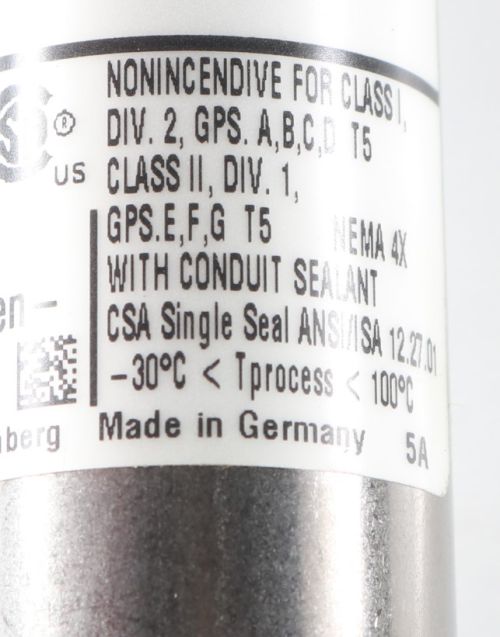 NONINCENDIVE FOR CLASS I,
DIV. 2, GPS. A,B,C,D T5
CLASS II, DIV. 1,
GPS.E,F,G T5 NEMA 4X
WITH CONDUIT SEALANT
CSA Single Seal ANSI/ISA 12.27.01
-30°C < Tprocess < 100°C
Made in Germany 5A
®
US
en-
berg